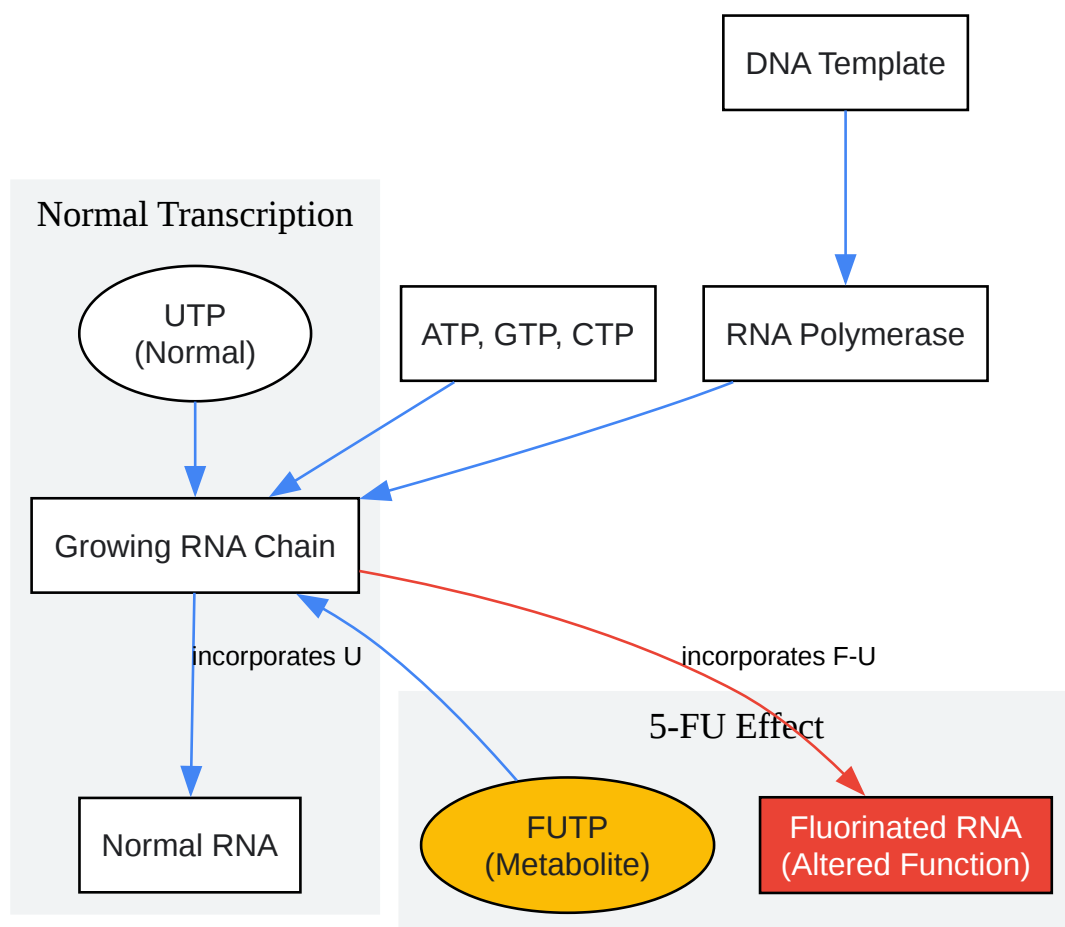 DNA Template
Normal Transcription
UTP
(Normal)
ATP, GTP, CTP
RNA Polymerase
Growing RNA Chain
incorporates U
incorporates F-U
5-FU Effect
Normal RNA
FUTP
(Metabolite)
Fluorinated RNA
(Altered Function)